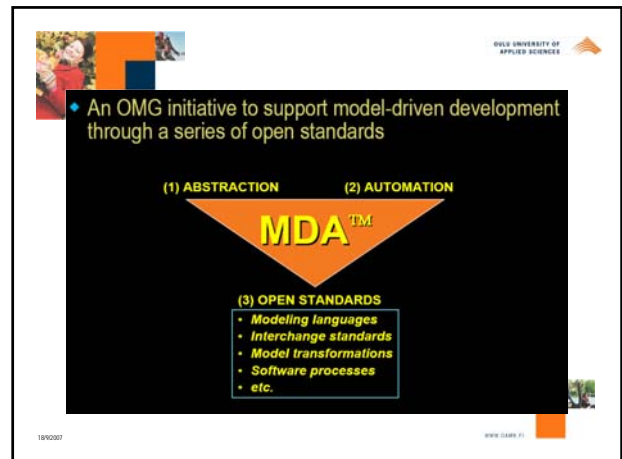 OULU UNIVERSITY OF
APPLIED SCIENCES
An OMG initiative to support model-driven development
through a series of open standards
(1) ABSTRACTION (2) AUTOMATION
MDA™
(3) OPEN STANDARDS
• Modeling languages
• Interchange standards
• Model transformations
• Software processes
• etc.
18/9/2007
WWW.OAMK.FI